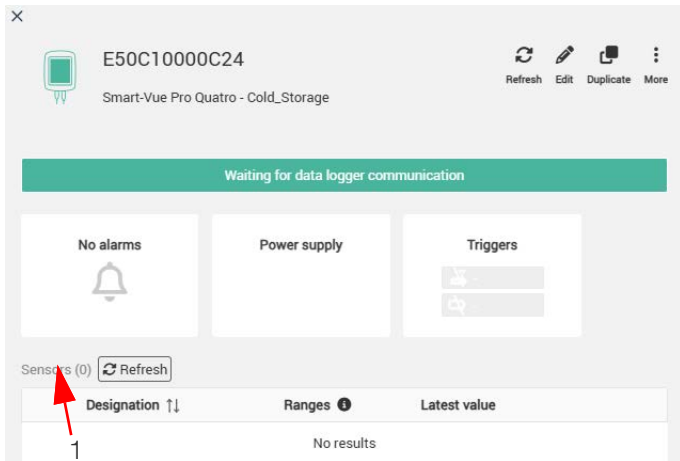 E50C10000C24
Smart-Vue Pro Quatro - Cold_Storage
Refresh Edit Duplicate More
Waiting for data logger communication
No alarms Power supply Triggers
-
-
Sensors (0) Refresh
Designation ↑↓ Ranges Latest value
No results
1